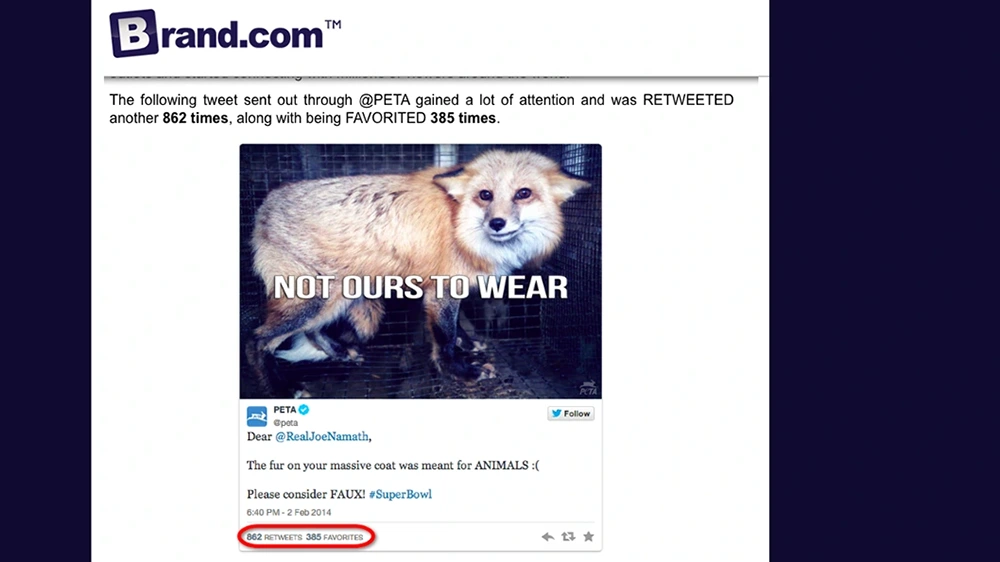 Brand.com™
The following tweet sent out through @PETA gained a lot of attention and was RETWEETED
another 862 times, along with being FAVORITED 385 times.
NOT OURS TO WEAR
PETA
PETA
Follow
@peta
Dear @RealJoeNamath,
The fur on your massive coat was meant for ANIMALS :(
Please consider FAUX! #SuperBowl
6:40 PM - 2 Feb 2014
862 RETWEETS 385 FAVORITES